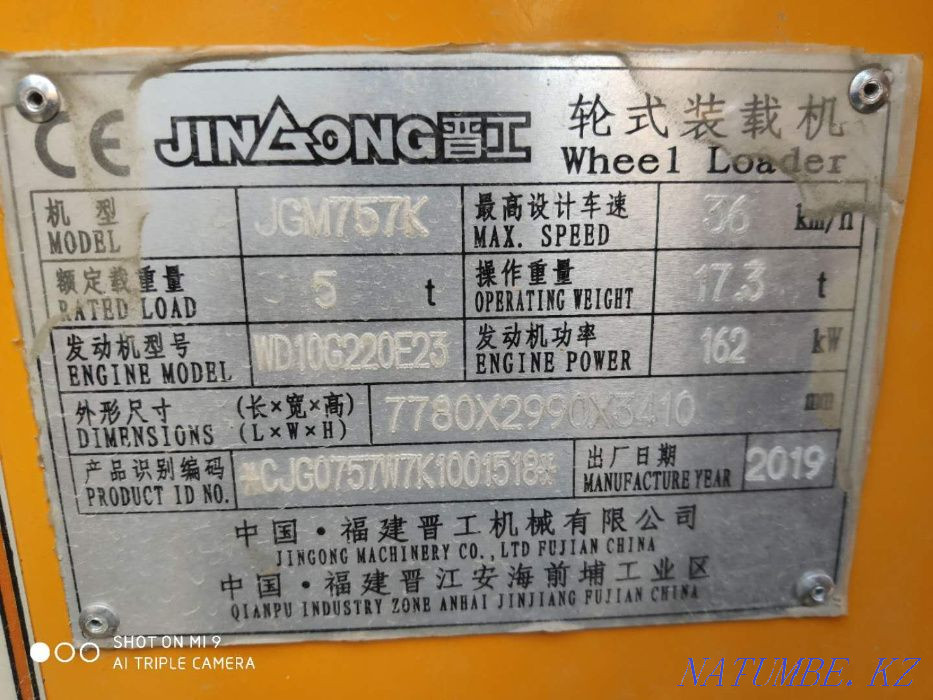 CE JINGONG晋工 轮式装载机
Wheel Loader
机型 JGM757K 最高设计车速 36 km/h
MODEL MAX. SPEED
额定载重量 5 t 操作重量 17.3 t
RATED LOAD OPERATING WEIGHT
发动机型号 WD10G220E23 发动机功率 162 kW
ENGINE MODEL ENGINE POWER
外形尺寸 (长×宽×高) 7780X2990X3410 mm
DIMENSIONS (L×W×H)
产品识别编码 *CJG0757W7K1001518* 出厂日期 2019
PRODUCT ID NO. MANUFACTURE YEAR
中国·福建晋工机械有限公司
JINGONG MACHINERY CO.,LTD FUJIAN CHINA
中国·福建晋江安海前埔工业区
QIANPU INDUSTRY ZONE ANHAI JINJIANG FUJIAN CHINA
SHOT ON MI 9
AI TRIPLE CAMERA
NATUMBE.KZ